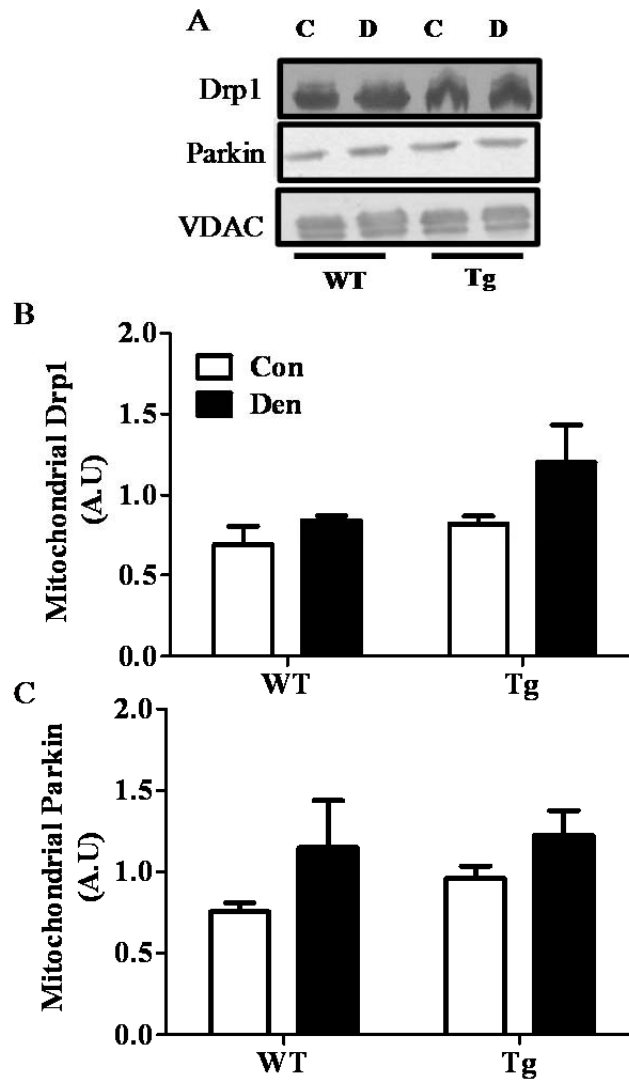 A
C D C D
Drp1
Parkin
VDAC
WT Tg
B
Mitochondrial Drp1
(A.U)
2.0
1.5
1.0
0.5
0.0
Con
Den
WT Tg
C
Mitochondrial Parkin
(A.U)
2.0
1.5
1.0
0.5
0.0
WT Tg